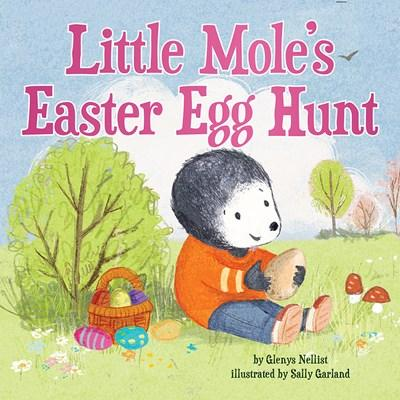 Little Mole's
Easter Egg Hunt
by Glenys Nellist
illustrated by Sally Garland